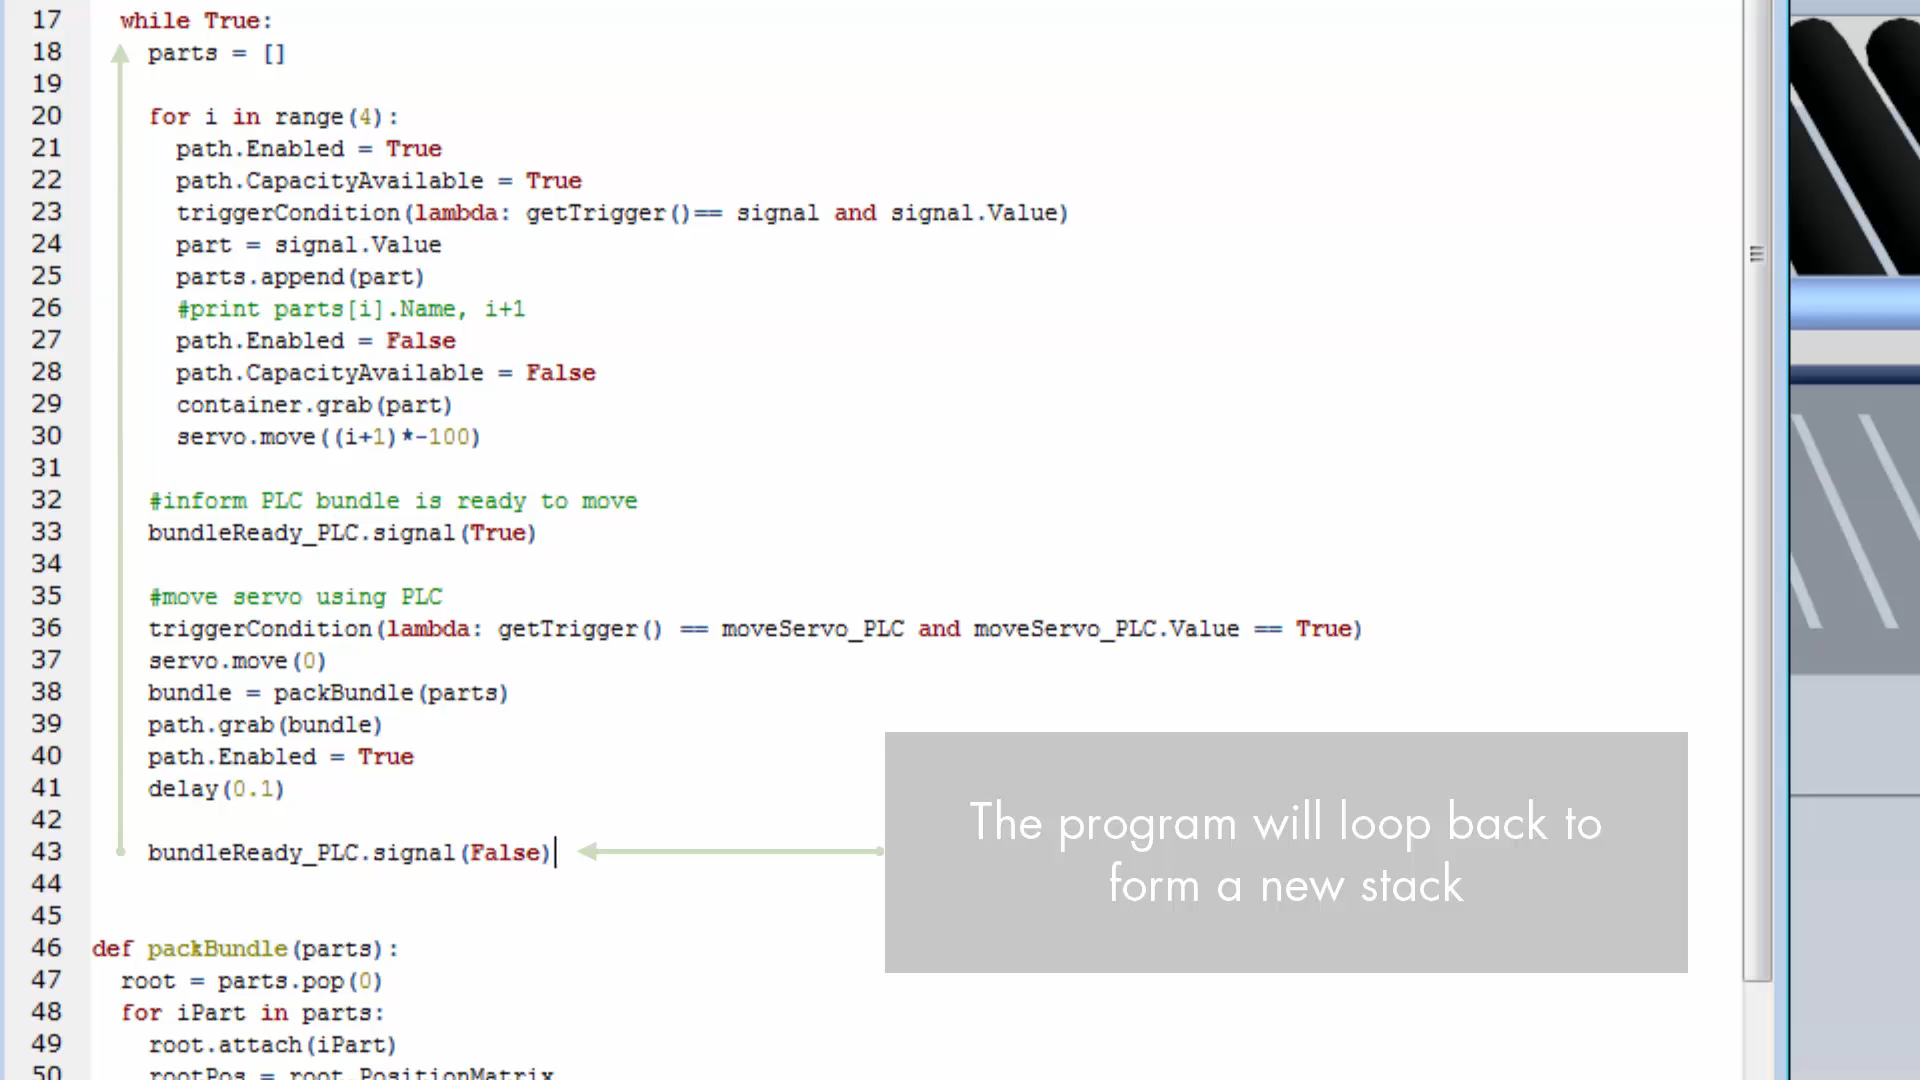 17 while True:
18 parts = []
19
20 for i in range(4):
21 path.Enabled = True
22 path.CapacityAvailable = True
23 triggerCondition(lambda: getTrigger()== signal and signal.Value)
24 part = signal.Value
25 parts.append(part)
26 #print parts[i].Name, i+1
27 path.Enabled = False
28 path.CapacityAvailable = False
29 container.grab(part)
30 servo.move((i+1)*-100)
31
32 #inform PLC bundle is ready to move
33 bundleReady_PLC.signal(True)
34
35 #move servo using PLC
36 triggerCondition(lambda: getTrigger() == moveServo_PLC and moveServo_PLC.Value == True)
37 servo.move(0)
38 bundle = packBundle(parts)
39 path.grab(bundle)
40 path.Enabled = True
41 delay(0.1)
42
43 bundleReady_PLC.signal(False)
The program will loop back to
form a new stack
44
45
46 def packBundle(parts):
47 root = parts.pop(0)
48 for iPart in parts:
49 root.attach(iPart)
50 rootPos = root.PositionMatrix